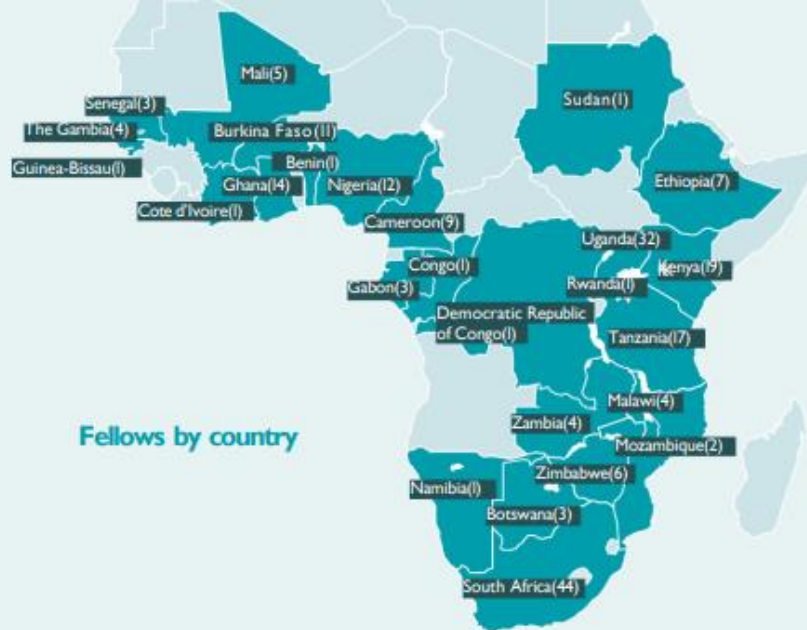 Mali(5)
Sudan(1)
Senegal(3)
The Gambia(4)
Burkina Faso(11)
Guinea-Bissau(1)
Benin(1)
Ghana(14)
Nigeria(12)
Ethiopia(7)
Cote d'Ivoire(1)
Cameroon(9)
Uganda(32)
Congo(1)
Kenya(19)
Gabon(3)
Rwanda(1)
Democratic Republic
of Congo(1)
Tanzania(17)
Malawi(4)
Zambia(4)
Fellows by country
Mozambique(2)
Zimbabwe(6)
Namibia(1)
Botswana(3)
South Africa(44)